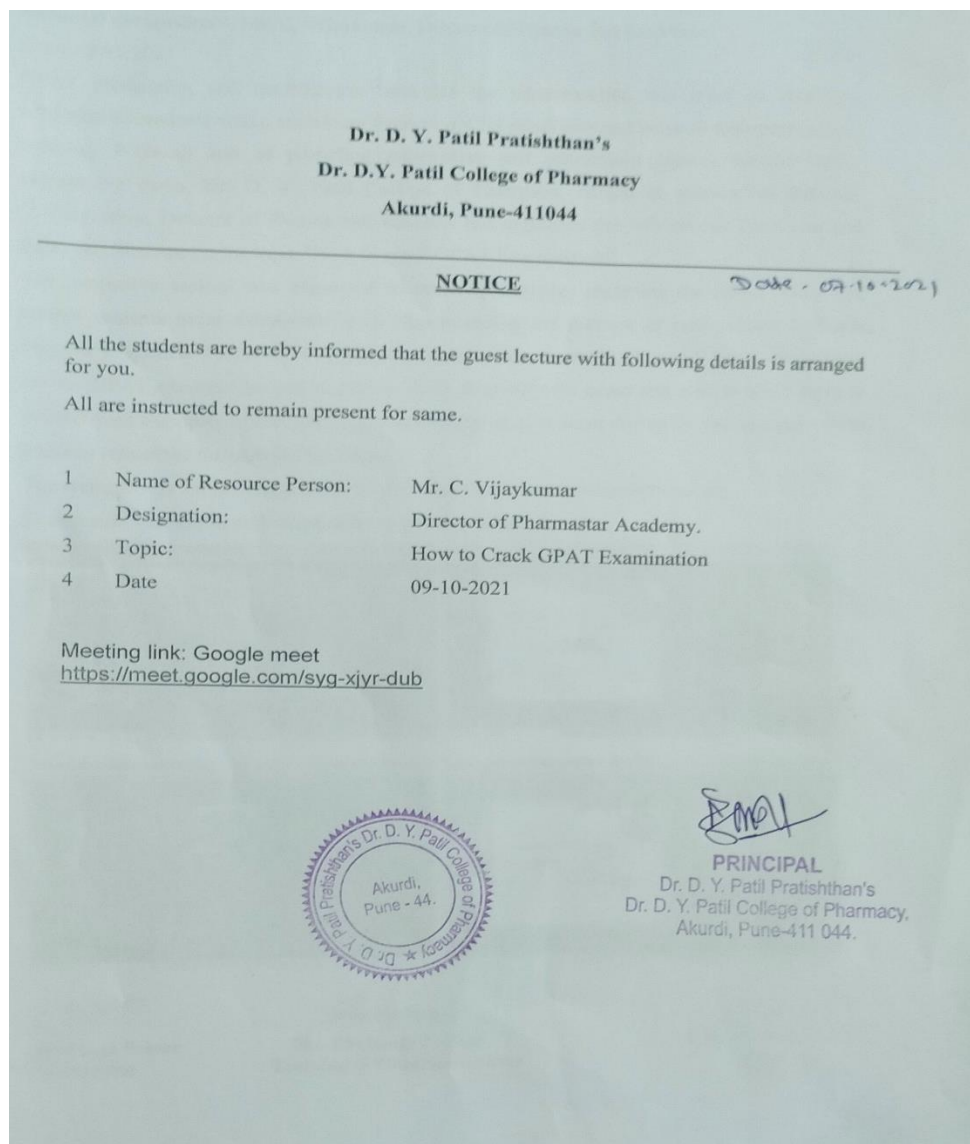 Dr. D. Y. Patil Pratishthan's
Dr. D.Y. Patil College of Pharmacy
Akurdi, Pune-411044
NOTICE
Date - 07-10-2021
All the students are hereby informed that the guest lecture with following details is arranged
for you.
All are instructed to remain present for same.
1 Name of Resource Person: Mr. C. Vijaykumar
2 Designation: Director of Pharmastar Academy.
3 Topic: How to Crack GPAT Examination
4 Date 09-10-2021
Meeting link: Google meet
https://meet.google.com/syg-xjyr-dub
Dr. D. Y. Patil Pratishthan's Dr. D. Y. Patil College of Pharmacy ★
Akurdi,
Pune - 44.
PRINCIPAL
Dr. D. Y. Patil Pratishthan's
Dr. D. Y. Patil College of Pharmacy,
Akurdi, Pune-411 044.